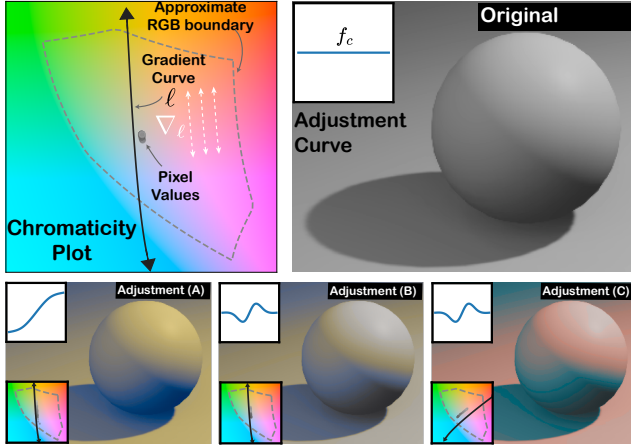 Approximate
RGB boundary
Gradient
Curve
ℓ
∇ℓ
Pixel
Values
Chromaticity
Plot
Original
f_c
Adjustment
Curve
Adjustment (A)
Adjustment (B)
Adjustment (C)